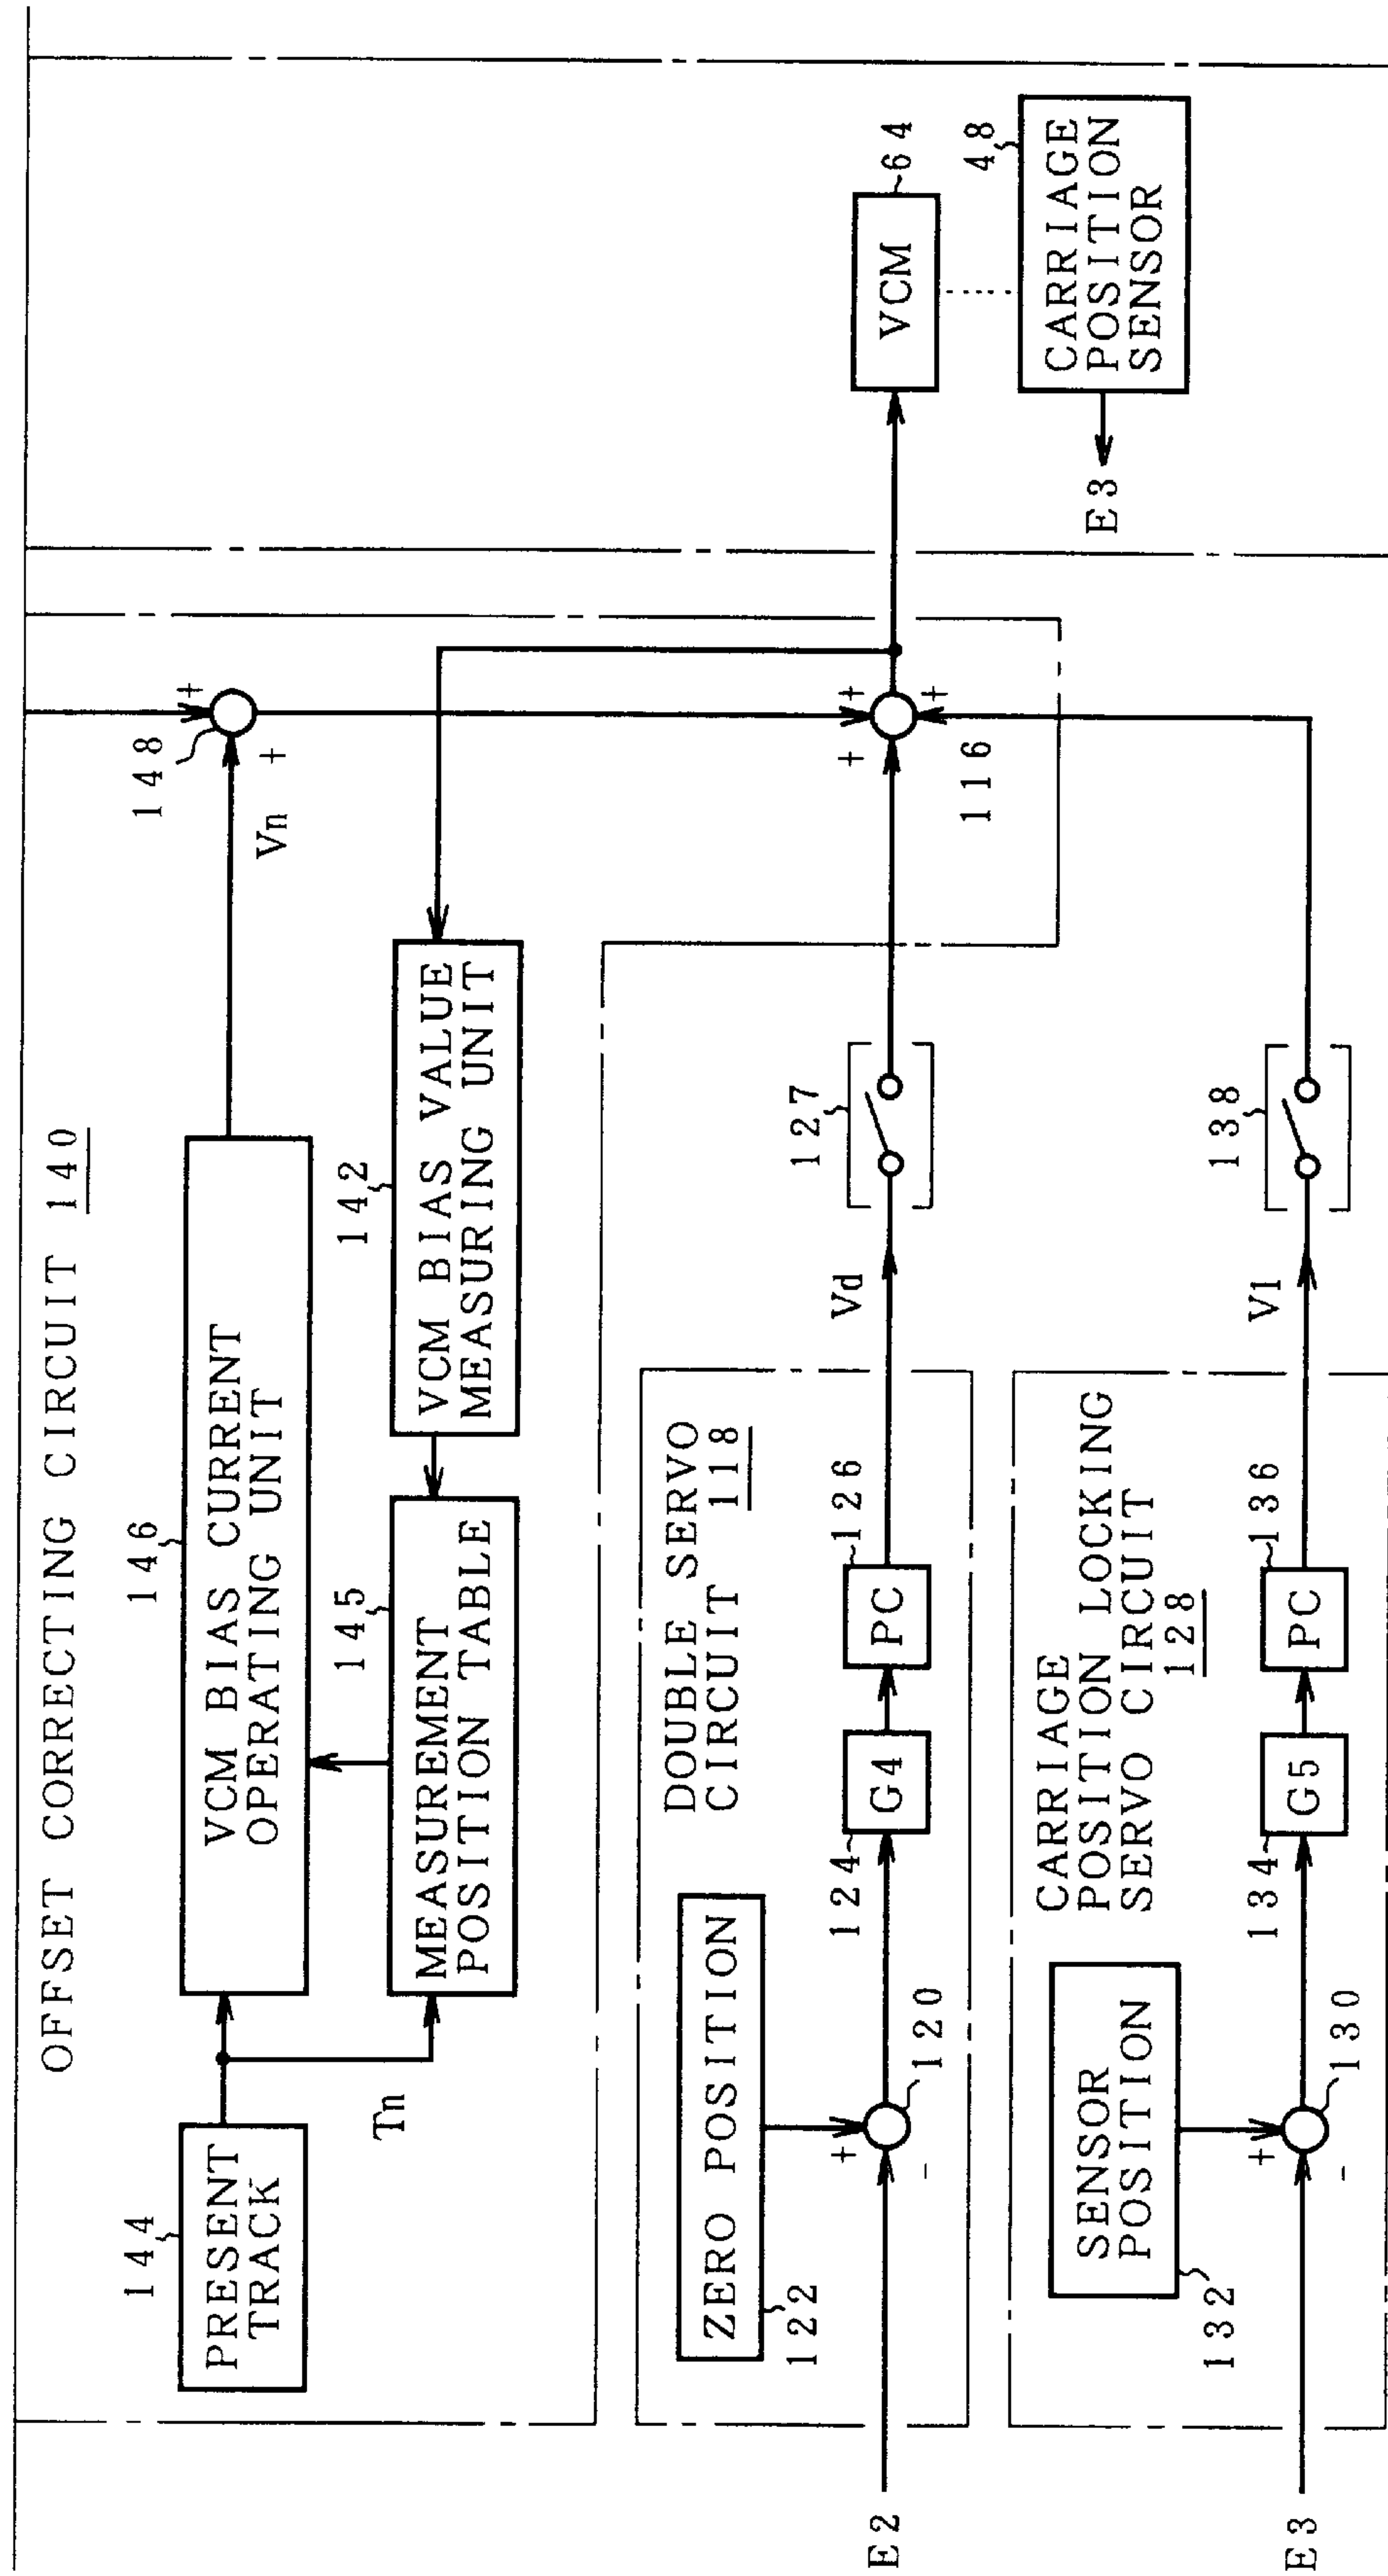 OFFSET CORRECTING CIRCUIT 140
144
PRESENT
TRACK
Tn
146
VCM BIAS CURRENT
OPERATING UNIT
145
MEASUREMENT
POSITION TABLE
142
VCM BIAS VALUE
MEASURING UNIT
Vn
148
+
+
DOUBLE SERVO
CIRCUIT 118
ZERO POSITION
122
E2
+
-
120
124
G4
126
PC
Vd
127
+
+
+
116
VCM
64
48
CARRIAGE
POSITION
SENSOR
E3
CARRIAGE
POSITION LOCKING
SERVO CIRCUIT
128
SENSOR
POSITION
132
E3
+
-
130
134
G5
136
PC
Vl
138